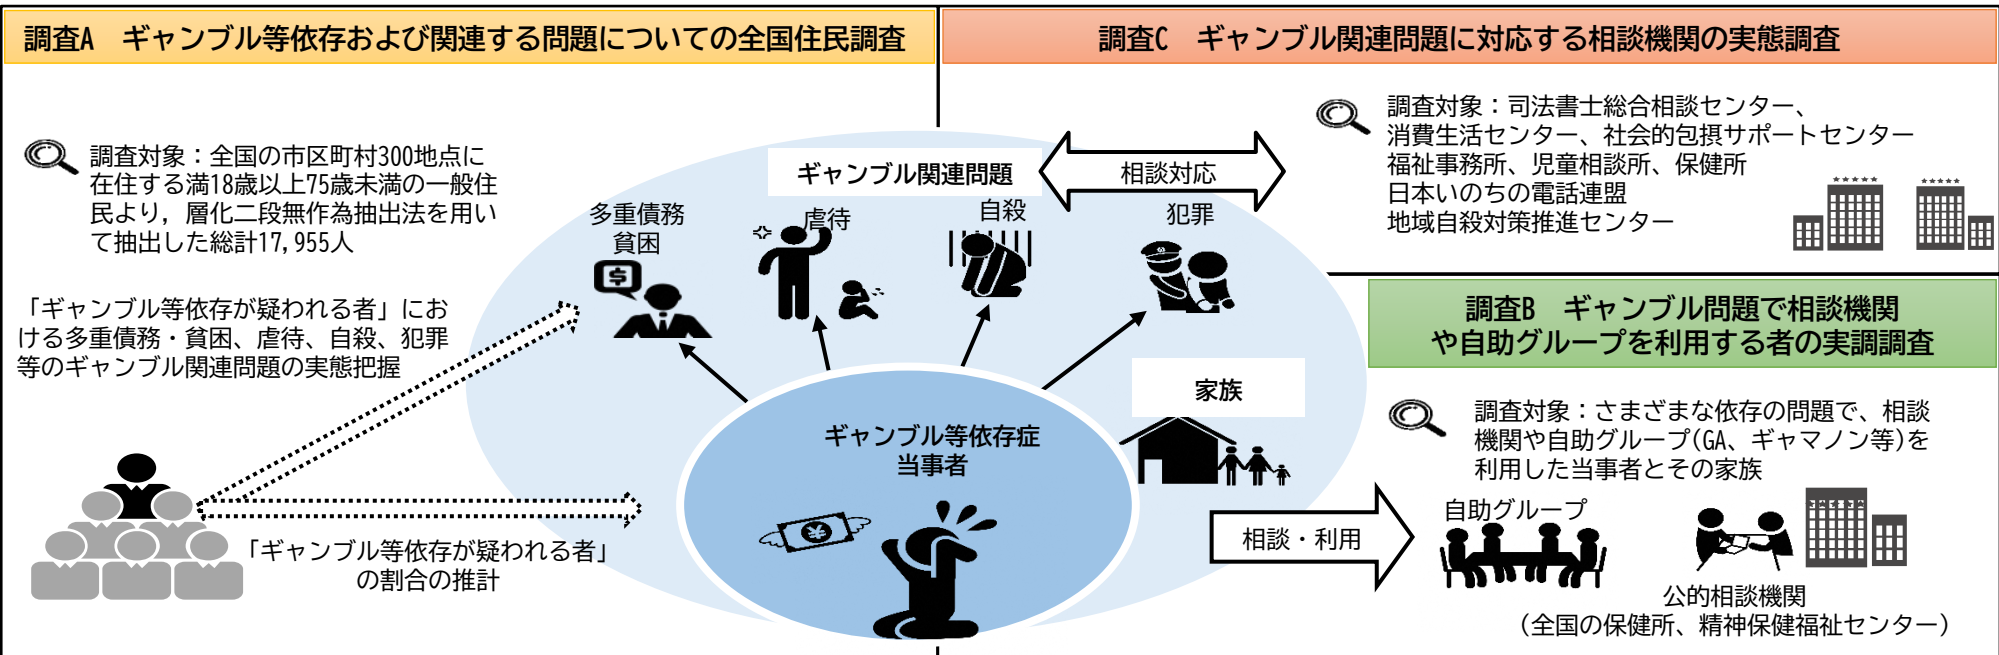 調査A　ギャンブル等依存および関連する問題についての全国住民調査
調査対象：全国の市区町村300地点に
在住する満18歳以上75歳未満の一般住
民より，層化二段無作為抽出法を用い
て抽出した総計17,955人
「ギャンブル等依存が疑われる者」にお
ける多重債務・貧困、虐待、自殺、犯罪
等のギャンブル関連問題の実態把握
「ギャンブル等依存が疑われる者」
の割合の推計
ギャンブル関連問題
多重債務
貧困
虐待
自殺
犯罪
家族
ギャンブル等依存症
当事者
相談対応
相談・利用
調査C　ギャンブル関連問題に対応する相談機関の実態調査
調査対象：司法書士総合相談センター、
消費生活センター、社会的包摂サポートセンター
福祉事務所、児童相談所、保健所
日本いのちの電話連盟
地域自殺対策推進センター
調査B　ギャンブル問題で相談機関
や自助グループを利用する者の実調調査
調査対象：さまざまな依存の問題で、相談
機関や自助グループ(GA、ギャマノン等)を
利用した当事者とその家族
自助グループ
公的相談機関
（全国の保健所、精神保健福祉センター）